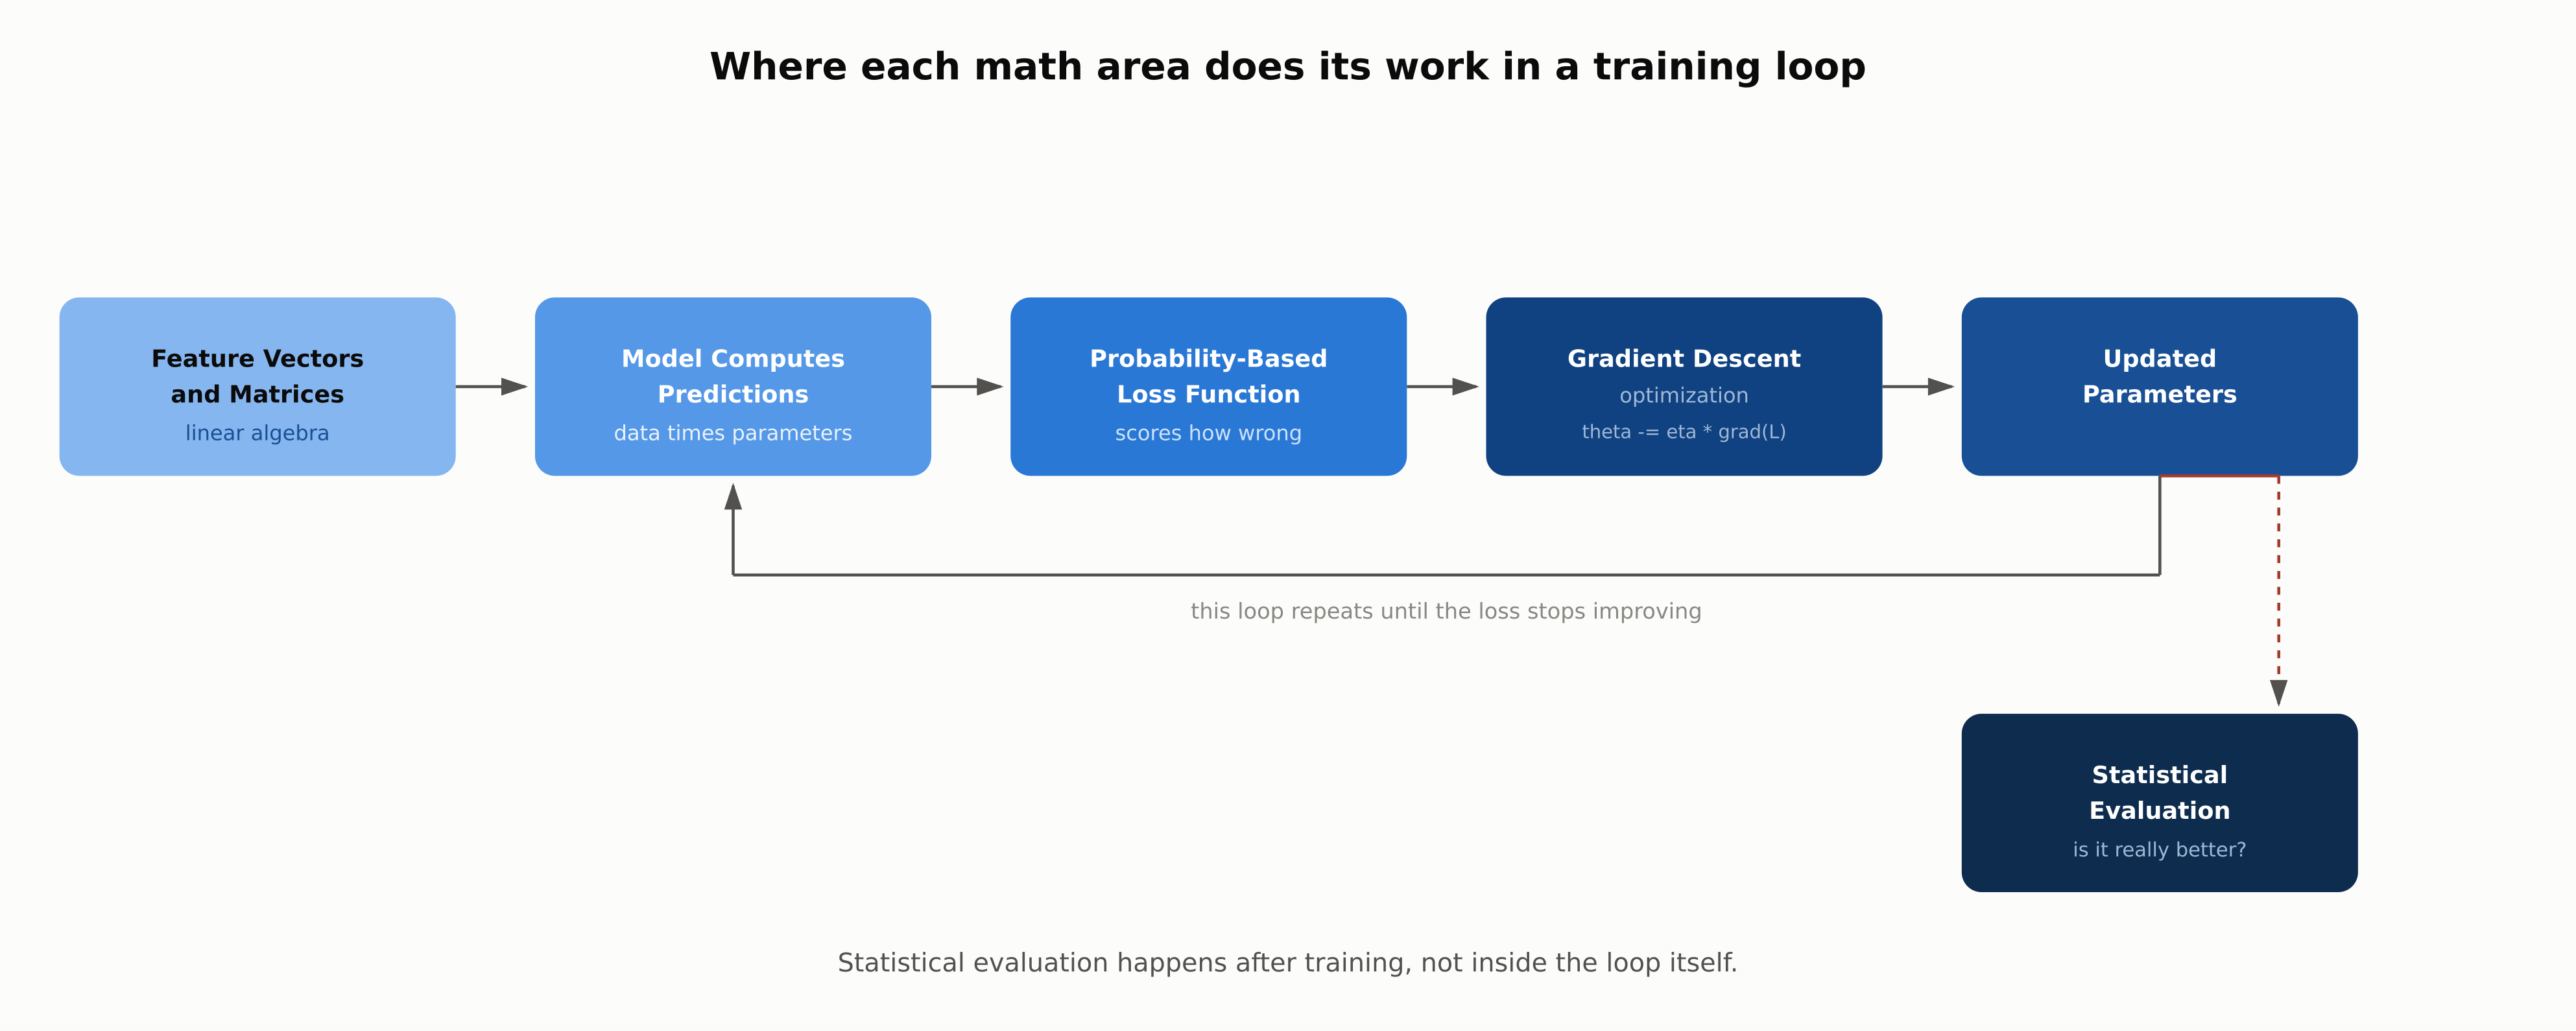 Where each math area does its work in a training loop
Feature Vectors
and Matrices
linear algebra
Model Computes
Predictions
data times parameters
Probability-Based
Loss Function
scores how wrong
Gradient Descent
optimization
theta -= eta * grad(L)
Updated
Parameters
this loop repeats until the loss stops improving
Statistical
Evaluation
is it really better?
Statistical evaluation happens after training, not inside the loop itself.